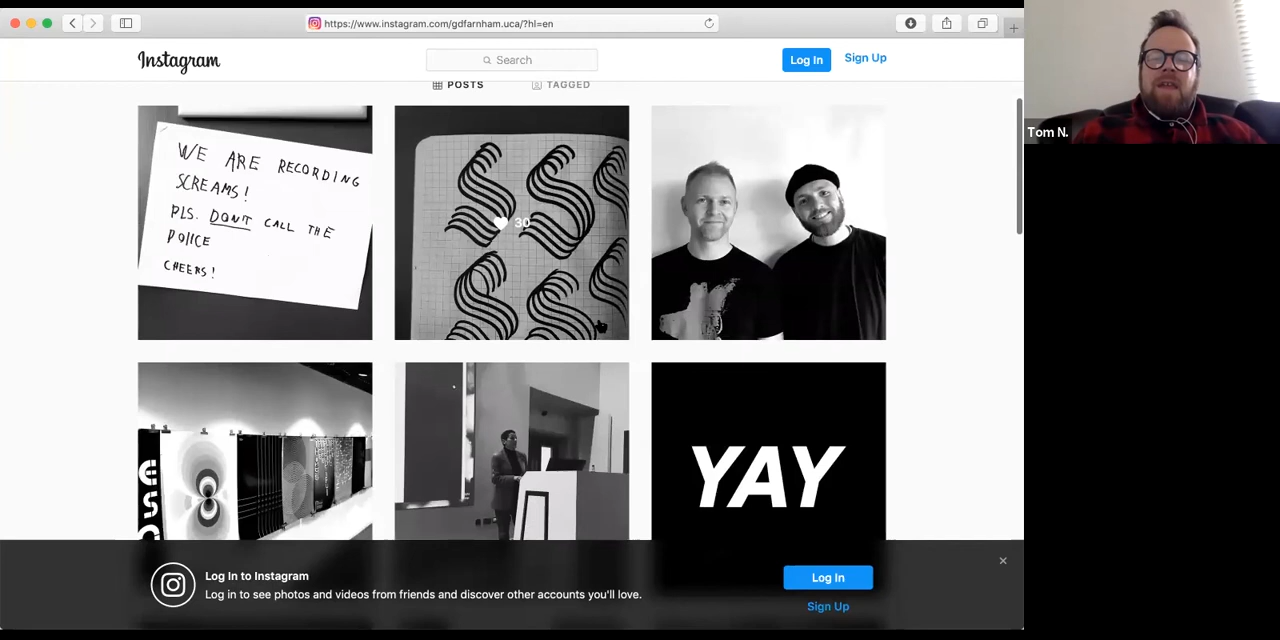 https://www.instagram.com/gdfarnham.uca/?hl=en
Instagram
Search
Log In
Sign Up
POSTS
TAGGED
Tom N.
WE ARE RECORDING
SCREAMS!
PLS. DON'T CALL THE
POLICE
CHEERS!
30
YAY
Log In to Instagram
Log in to see photos and videos from friends and discover other accounts you'll love.
Log In
Sign Up